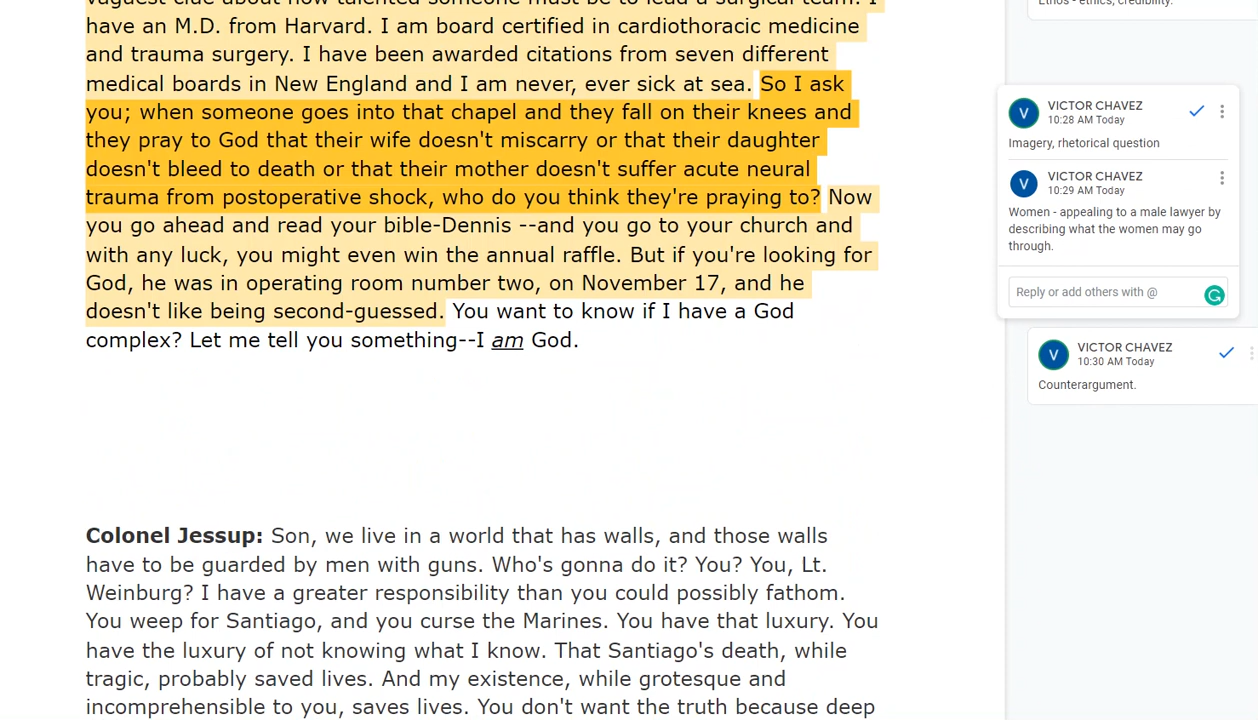 vaguest clue about how talented someone must be to lead a surgical team. I
have an M.D. from Harvard. I am board certified in cardiothoracic medicine
and trauma surgery. I have been awarded citations from seven different
medical boards in New England and I am never, ever sick at sea. So I ask
you; when someone goes into that chapel and they fall on their knees and
they pray to God that their wife doesn't miscarry or that their daughter
doesn't bleed to death or that their mother doesn't suffer acute neural
trauma from postoperative shock, who do you think they're praying to? Now
you go ahead and read your bible-Dennis --and you go to your church and
with any luck, you might even win the annual raffle. But if you're looking for
God, he was in operating room number two, on November 17, and he
doesn't like being second-guessed. You want to know if I have a God
complex? Let me tell you something--I am God.
Colonel Jessup: Son, we live in a world that has walls, and those walls
have to be guarded by men with guns. Who's gonna do it? You? You, Lt.
Weinburg? I have a greater responsibility than you could possibly fathom.
You weep for Santiago, and you curse the Marines. You have that luxury. You
have the luxury of not knowing what I know. That Santiago's death, while
tragic, probably saved lives. And my existence, while grotesque and
incomprehensible to you, saves lives. You don't want the truth because deep
Ethos - ethics, credibility.
V
VICTOR CHAVEZ
10:28 AM Today
Imagery, rhetorical question
V
VICTOR CHAVEZ
10:29 AM Today
Women - appealing to a male lawyer by
describing what the women may go
through.
Reply or add others with @
V
VICTOR CHAVEZ
10:30 AM Today
Counterargument.